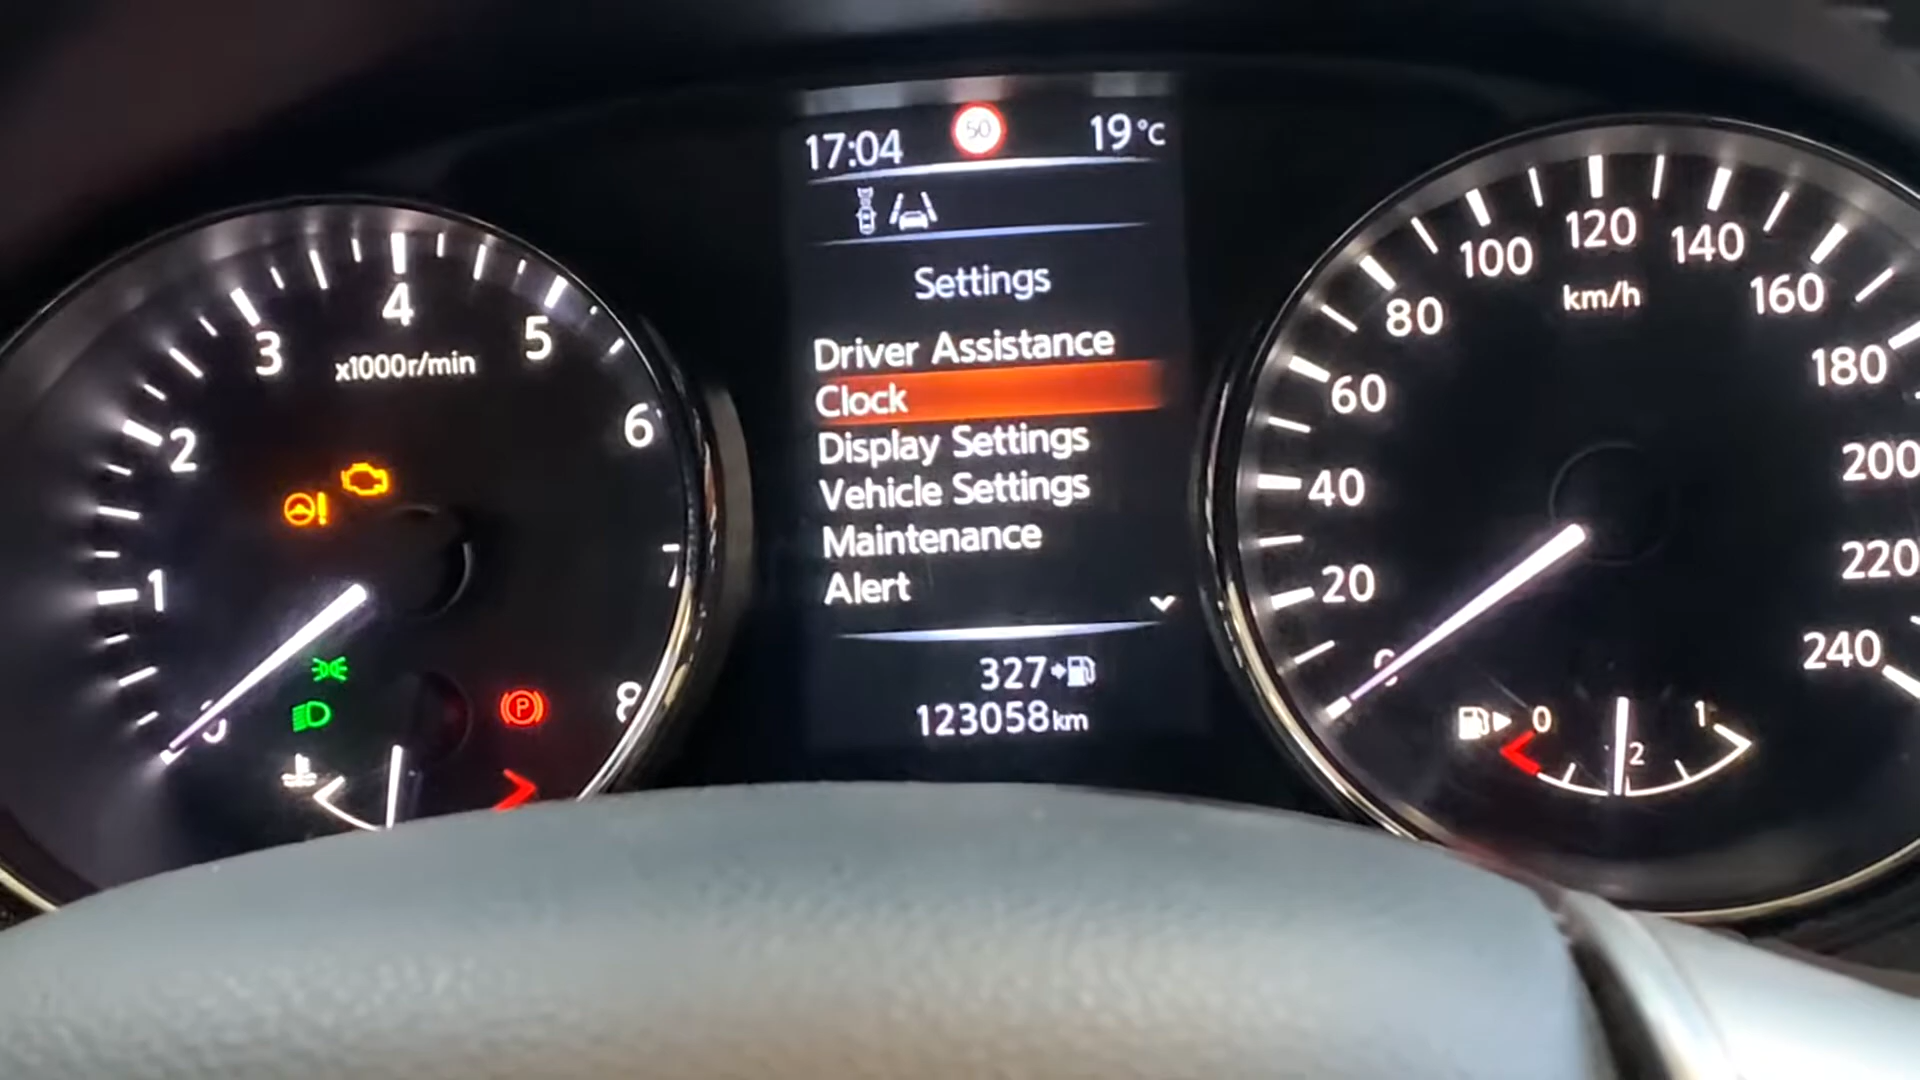 17:04
50
19°C
Settings
Driver Assistance
Clock
Display Settings
Vehicle Settings
Maintenance
Alert
327
123058km
1
2
3
4
5
6
8
x1000r/min
P
20
40
60
80
100
120
140
160
180
200
220
240
km/h
0
1/2
1